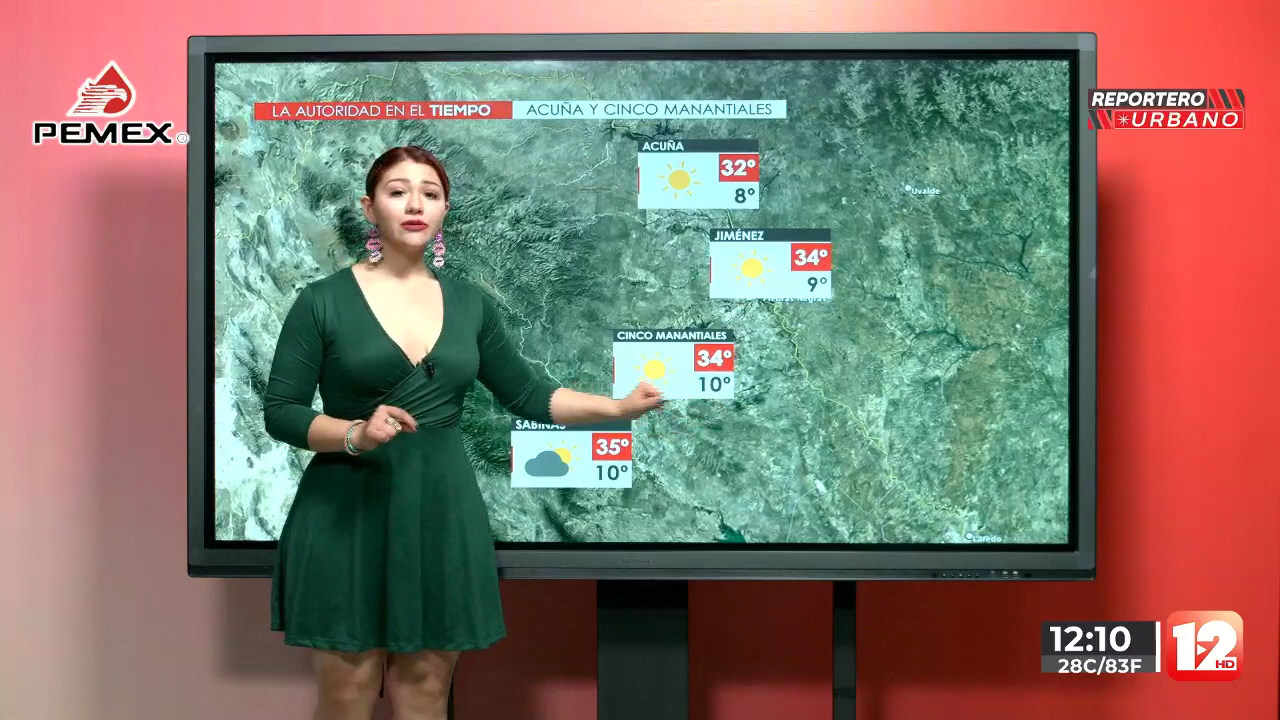 PEMEX
LA AUTORIDAD EN EL TIEMPO
ACUÑA Y CINCO MANANTIALES
REPORTERO
URBANO
ACUÑA
32°
8°
Uvalde
JIMÉNEZ
34°
9°
CINCO MANANTIALES
34°
10°
SABINAS
35°
10°
Laredo
12:10
28C/83F
12
HD